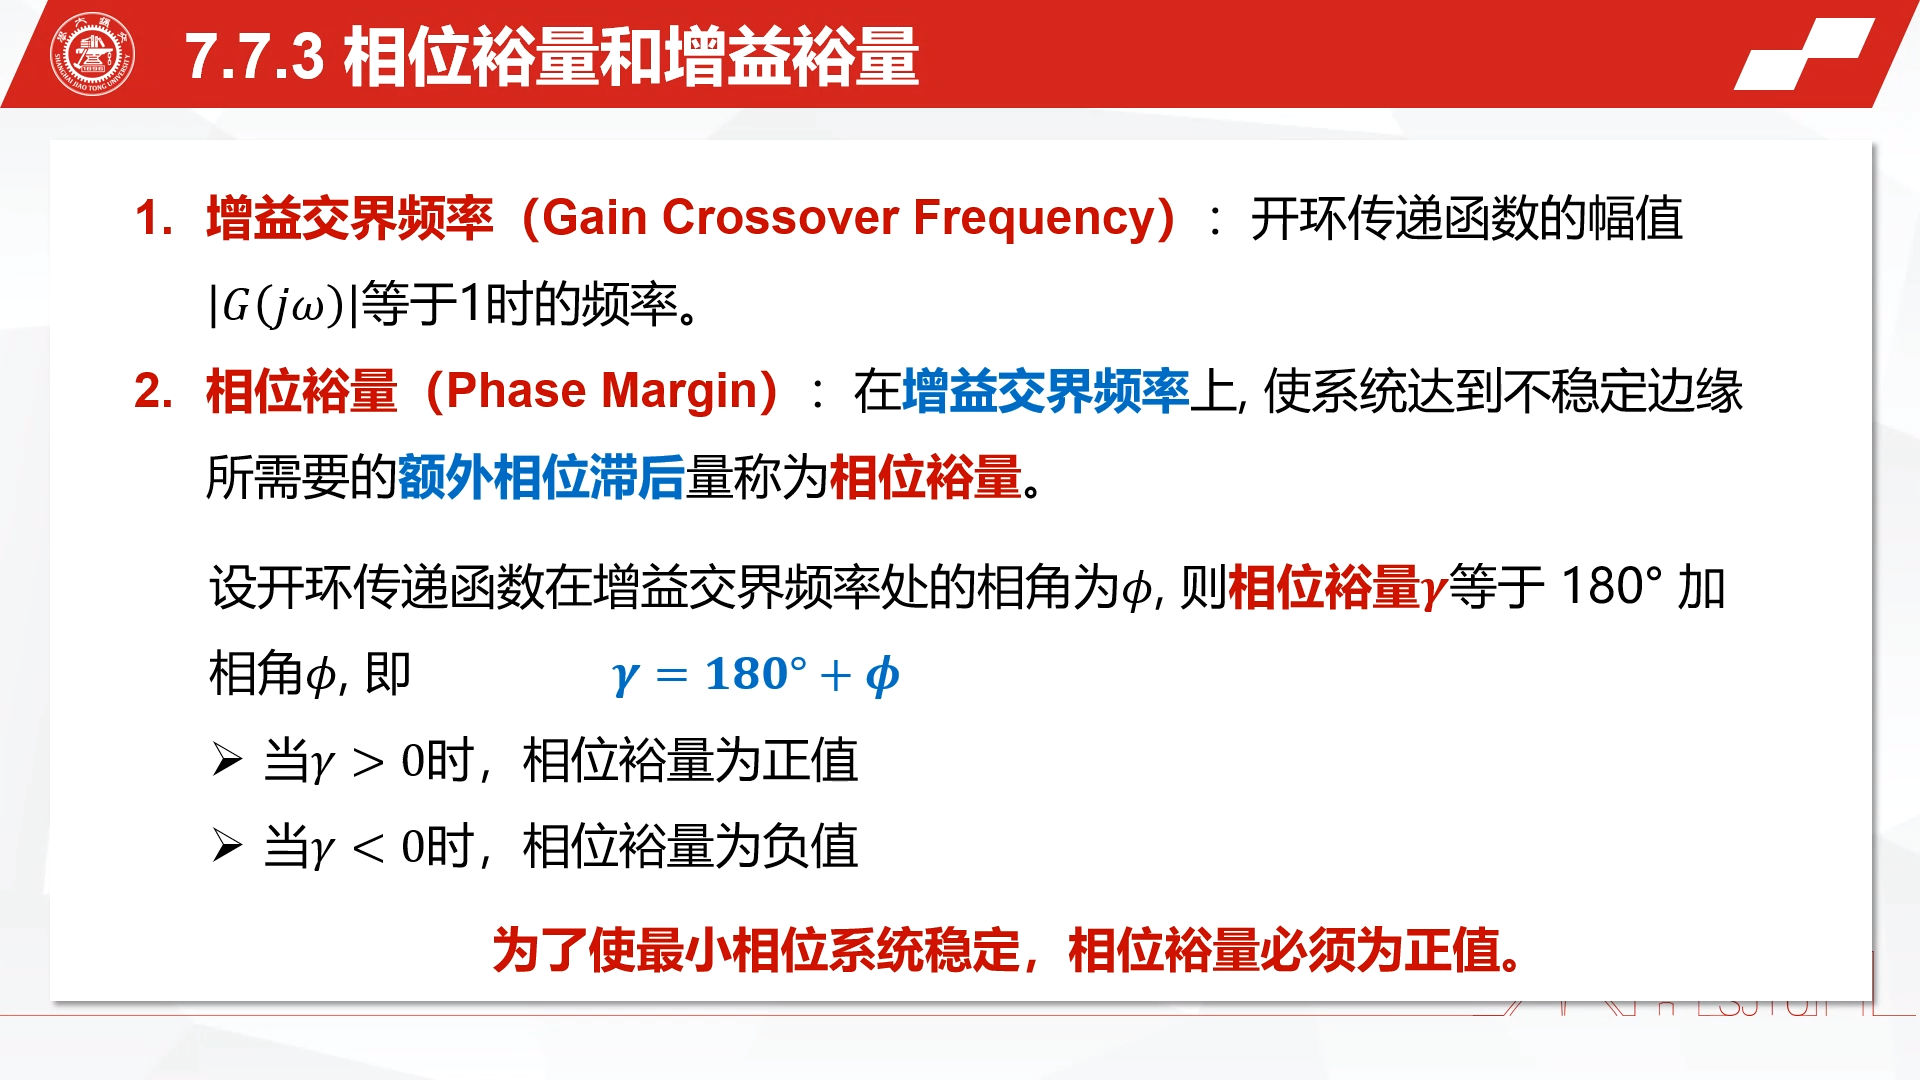 7.7.3 相位裕量和增益裕量
1. 增益交界频率（Gain Crossover Frequency）：开环传递函数的幅值
|G(jω)|等于1时的频率。
2. 相位裕量（Phase Margin）：在增益交界频率上, 使系统达到不稳定边缘
所需要的额外相位滞后量称为相位裕量。
设开环传递函数在增益交界频率处的相角为ϕ, 则相位裕量γ等于 180° 加
相角ϕ, 即 γ = 180° + ϕ
➢ 当γ > 0时，相位裕量为正值
➢ 当γ < 0时，相位裕量为负值
为了使最小相位系统稳定，相位裕量必须为正值。